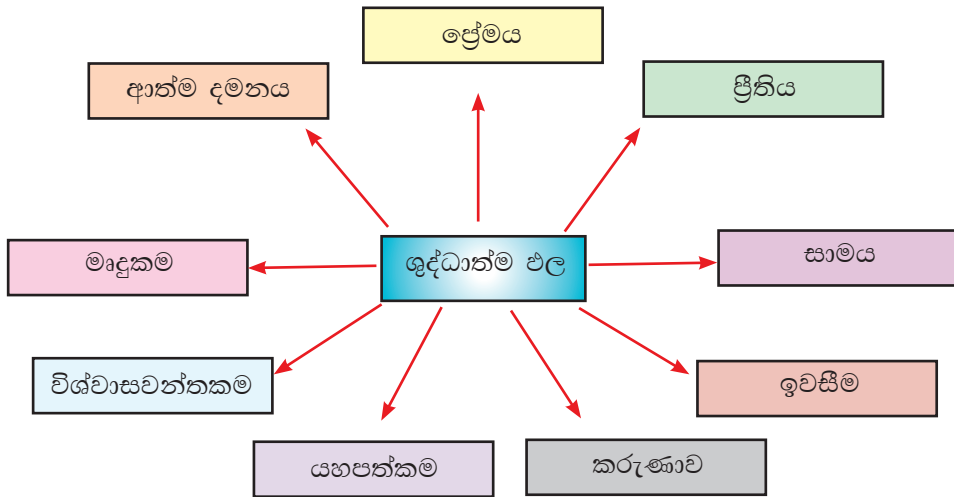 ප්‍රේමය
ආත්ම දමනය
ප්‍රීතිය
මෘදුකම
ශුද්ධාත්ම ඵල
සාමය
විශ්වාසවන්තකම
ඉවසීම
යහපත්කම
කරුණාව